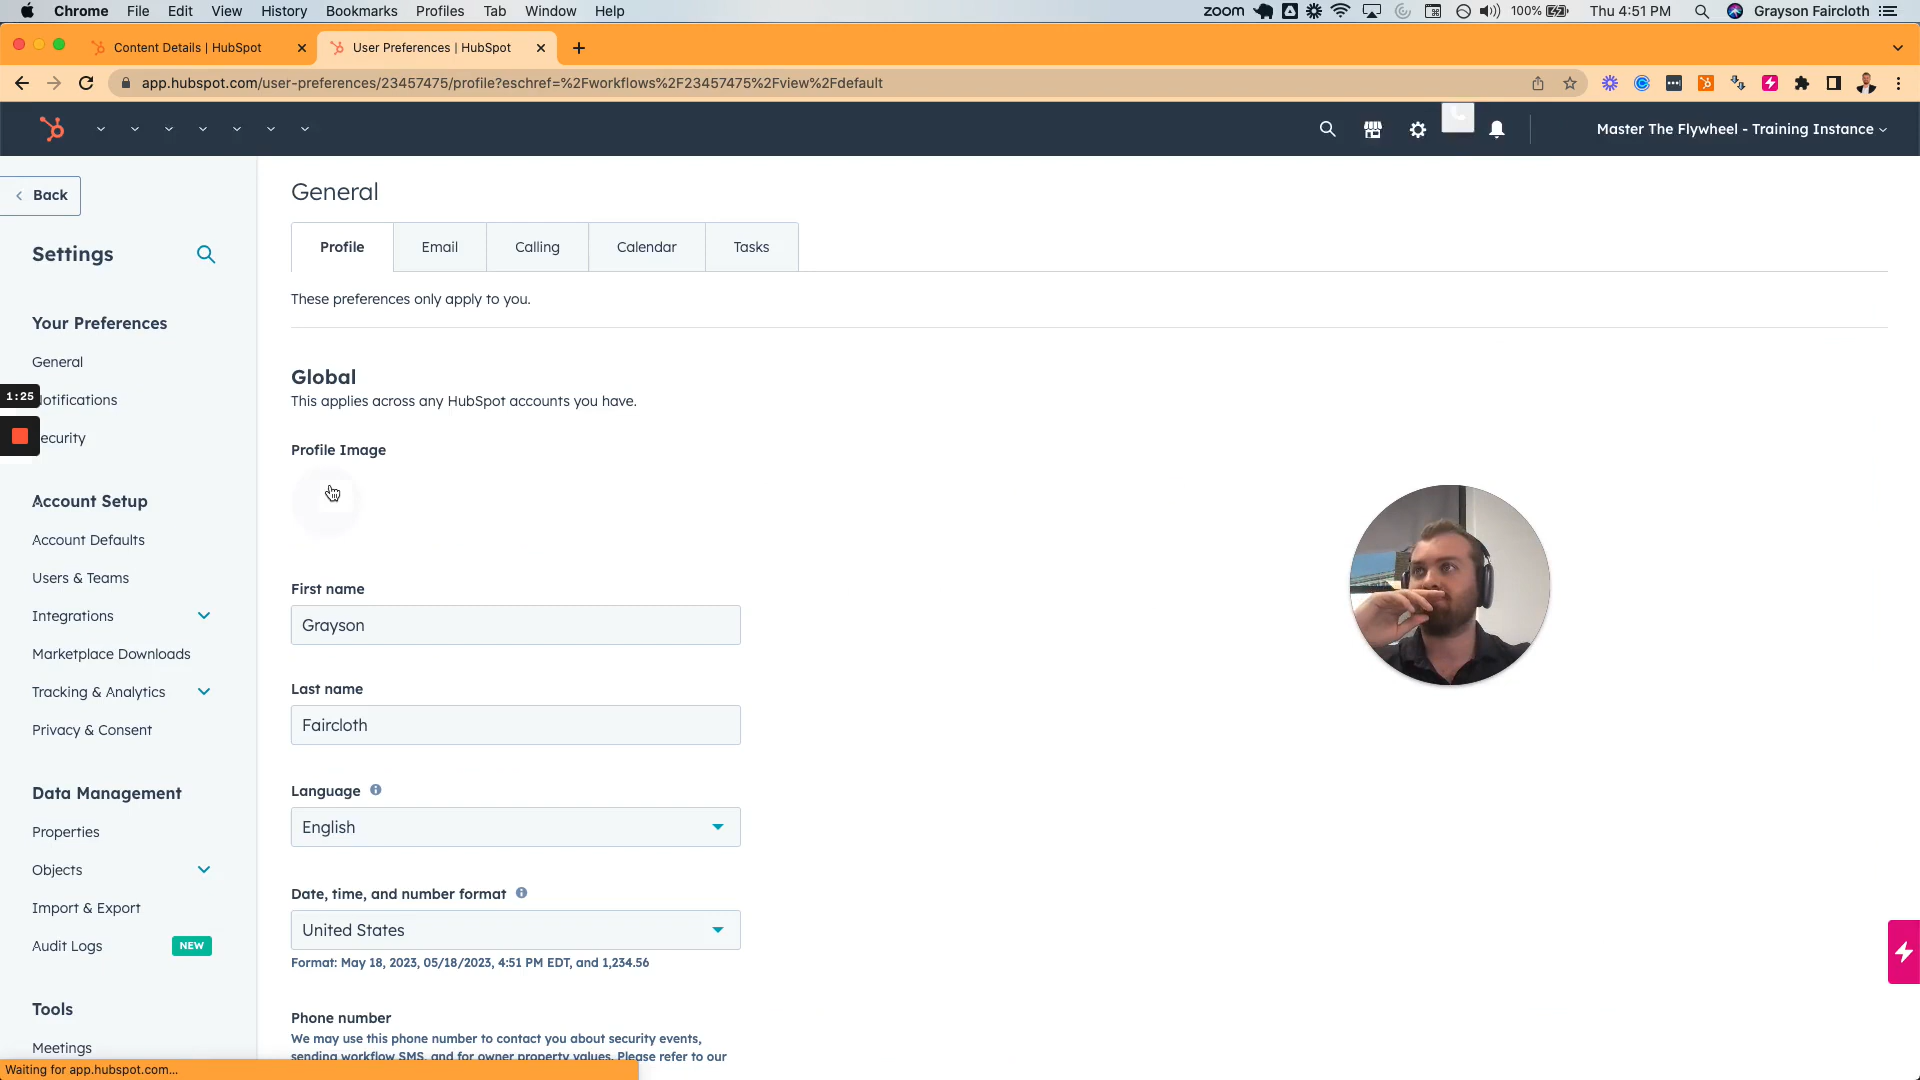 Chrome File Edit View History Bookmarks Profiles Tab Window Help zoom 100% Thu 4:51 PM Grayson Faircloth
Content Details | HubSpot User Preferences | HubSpot
app.hubspot.com/user-preferences/23457475/profile?eschref=%2Fworkflows%2F23457475%2Fview%2Fdefault
Master The Flywheel - Training Instance
Back
Settings
Your Preferences
General
Notifications
1:25
Security
Account Setup
Account Defaults
Users & Teams
Integrations
Marketplace Downloads
Tracking & Analytics
Privacy & Consent
Data Management
Properties
Objects
Import & Export
Audit Logs NEW
Tools
Meetings
General
Profile Email Calling Calendar Tasks
These preferences only apply to you.
Global
This applies across any HubSpot accounts you have.
Profile Image
First name
Grayson
Last name
Faircloth
Language
English
Date, time, and number format
United States
Format: May 18, 2023, 05/18/2023, 4:51 PM EDT, and 1,234.56
Phone number
We may use this phone number to contact you about security events,
sending workflow SMS, and for owner property values. Please refer to our
Waiting for app.hubspot.com...